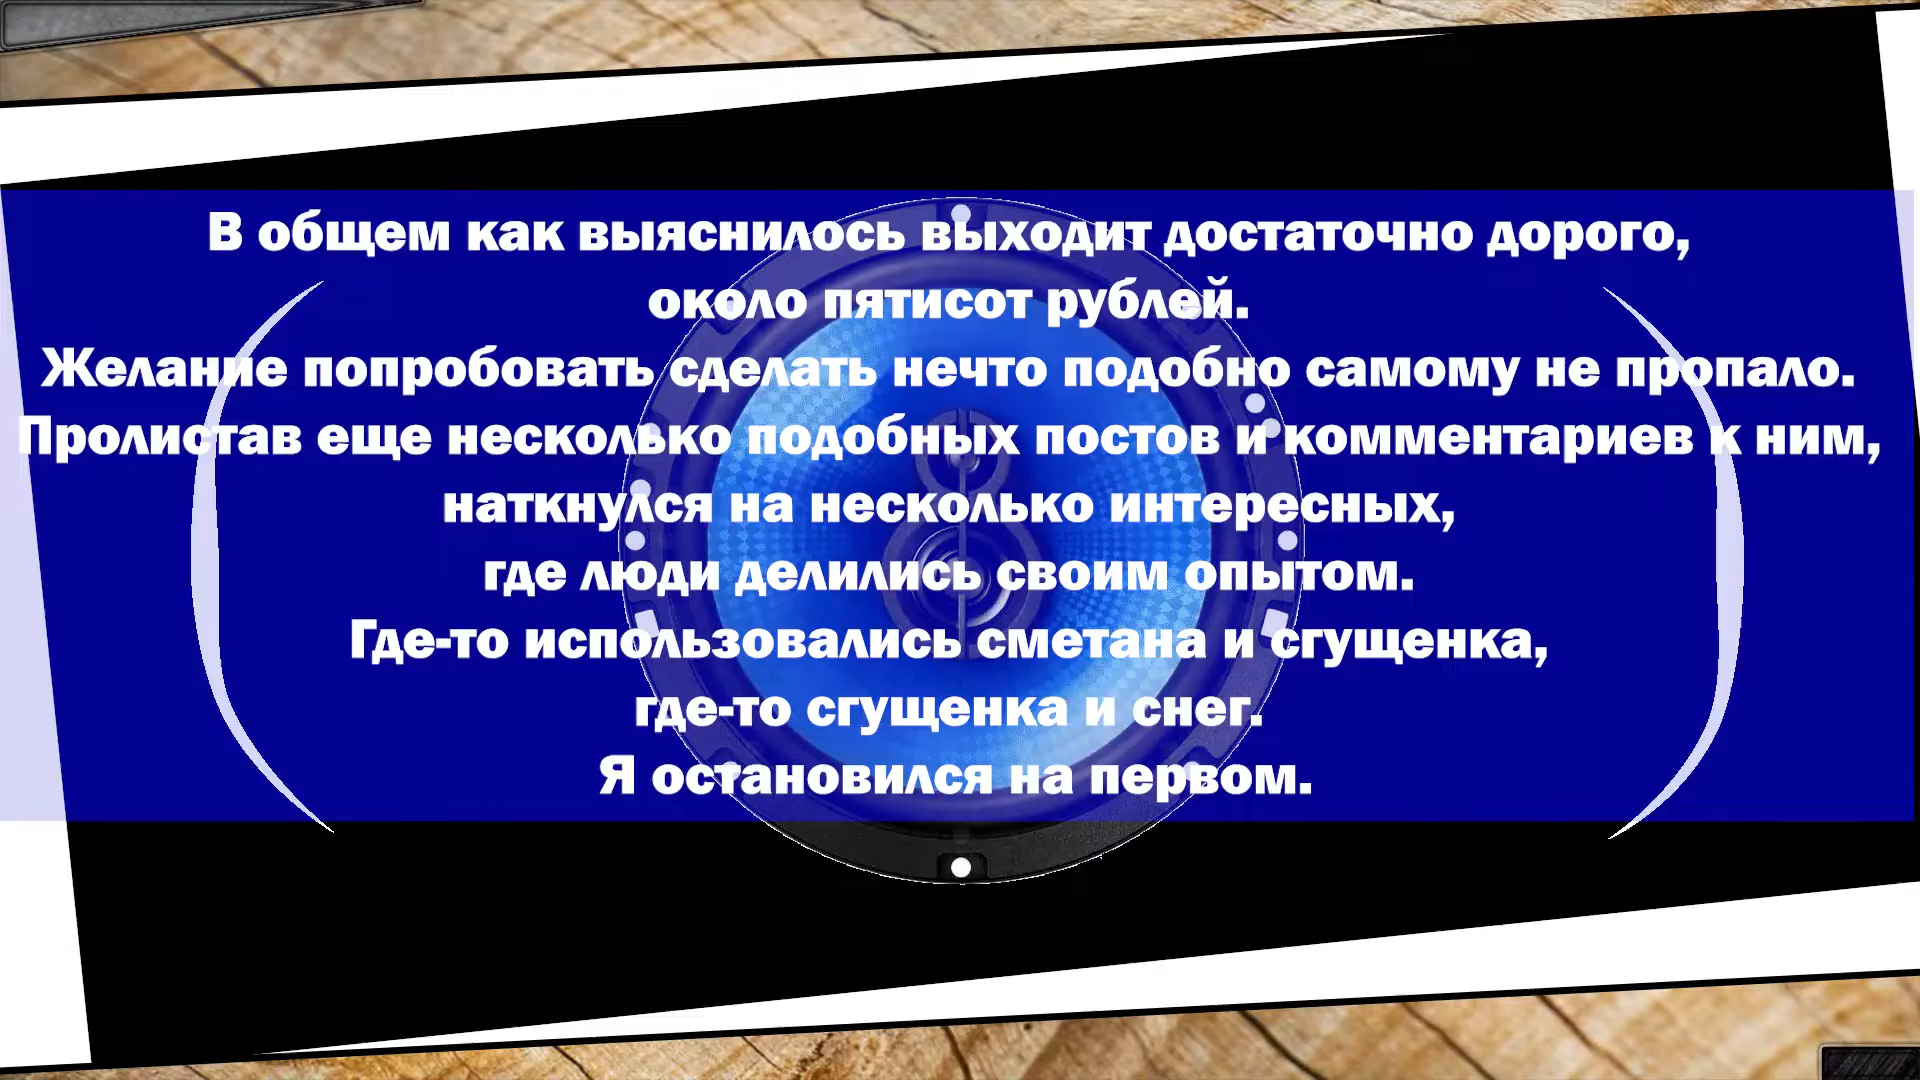 В общем как выяснилось выходит достаточно дорого,
около пятисот рублей.
Желание попробовать сделать нечто подобно самому не пропало.
Пролистав еще несколько подобных постов и комментариев к ним,
наткнулся на несколько интересных,
где люди делились своим опытом.
Где-то использовались сметана и сгущенка,
где-то сгущенка и снег.
Я остановился на первом.